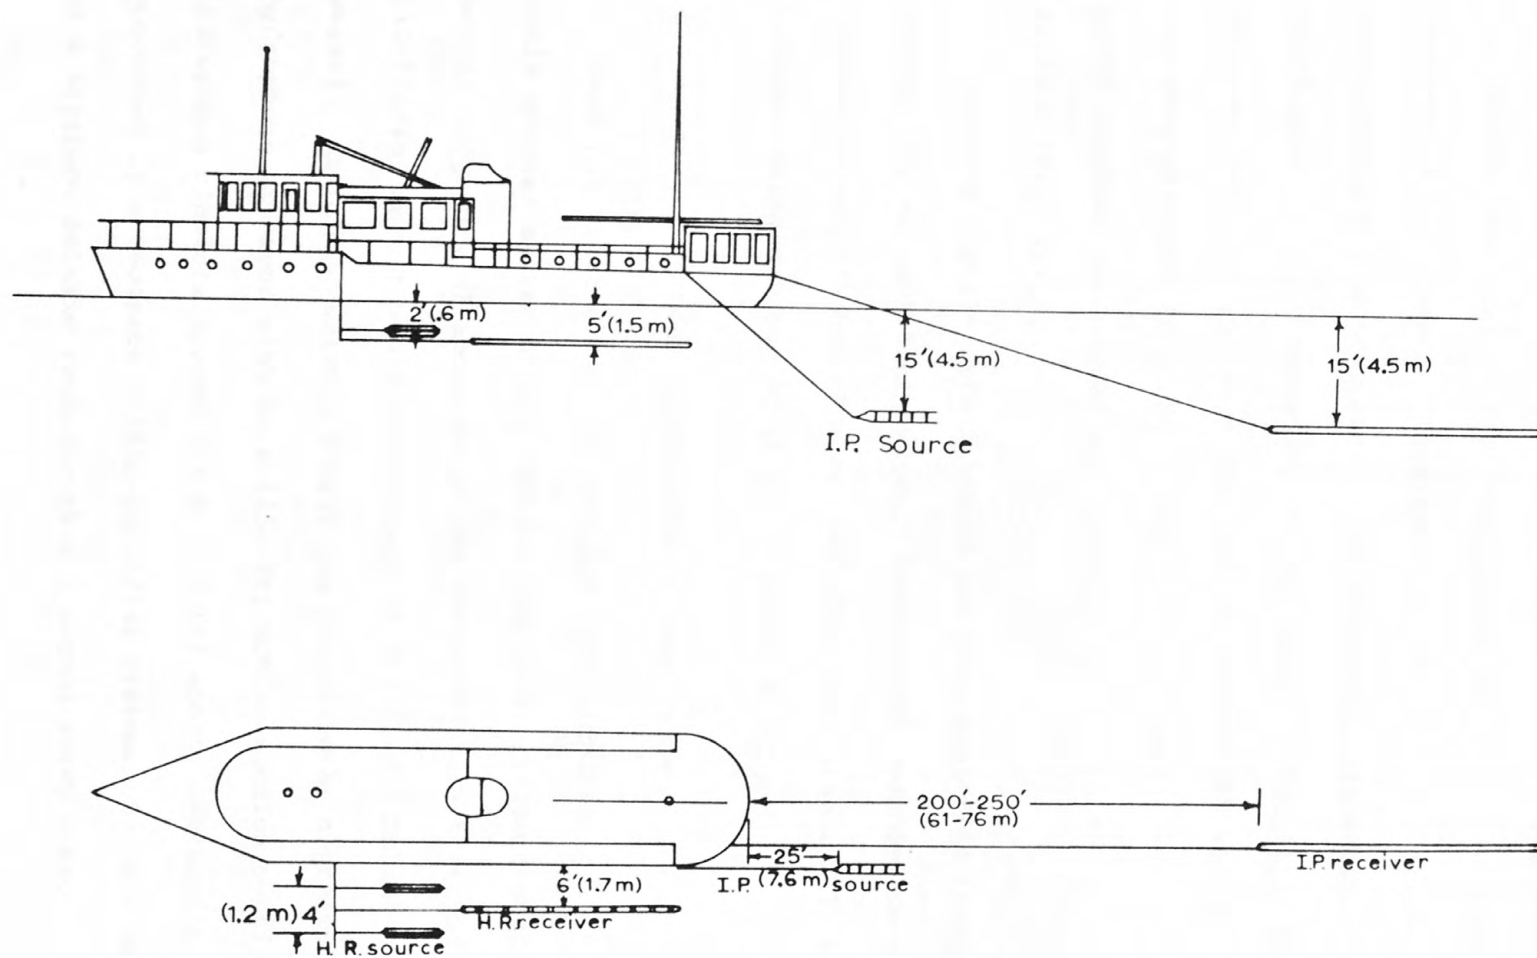 2'(.6 m)
5'(1.5 m)
15'(4.5 m)
15'(4.5 m)
I.P. Source
200'-250'
(61-76 m)
25'
I.P. (7.6 m) source
I.P. receiver
6'(1.7 m)
(1.2 m) 4'
H.R. receiver
H. R. source